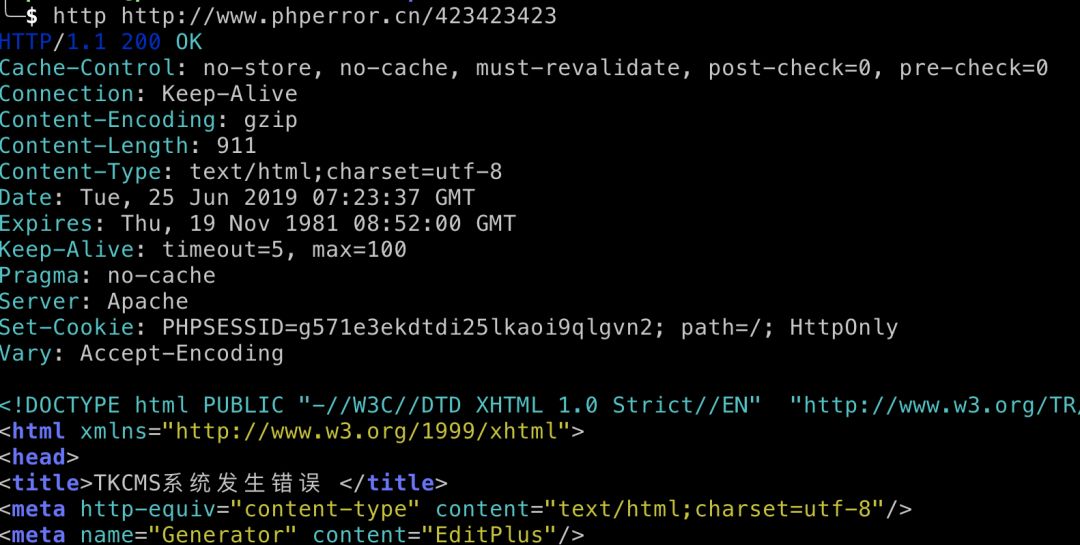 $ http http://www.phperror.cn/423423423
HTTP/1.1 200 OK
Cache-Control: no-store, no-cache, must-revalidate, post-check=0, pre-check=0
Connection: Keep-Alive
Content-Encoding: gzip
Content-Length: 911
Content-Type: text/html;charset=utf-8
Date: Tue, 25 Jun 2019 07:23:37 GMT
Expires: Thu, 19 Nov 1981 08:52:00 GMT
Keep-Alive: timeout=5, max=100
Pragma: no-cache
Server: Apache
Set-Cookie: PHPSESSID=g571e3ekdtdi25lkaoi9qlgvn2; path=/; HttpOnly
Vary: Accept-Encoding
<!DOCTYPE html PUBLIC "-//W3C//DTD XHTML 1.0 Strict//EN"  "http://www.w3.org/TR/
<html xmlns="http://www.w3.org/1999/xhtml">
<head>
<title>TKCMS系统发生错误 </title>
<meta http-equiv="content-type" content="text/html;charset=utf-8"/>
<meta name="Generator" content="EditPlus"/>